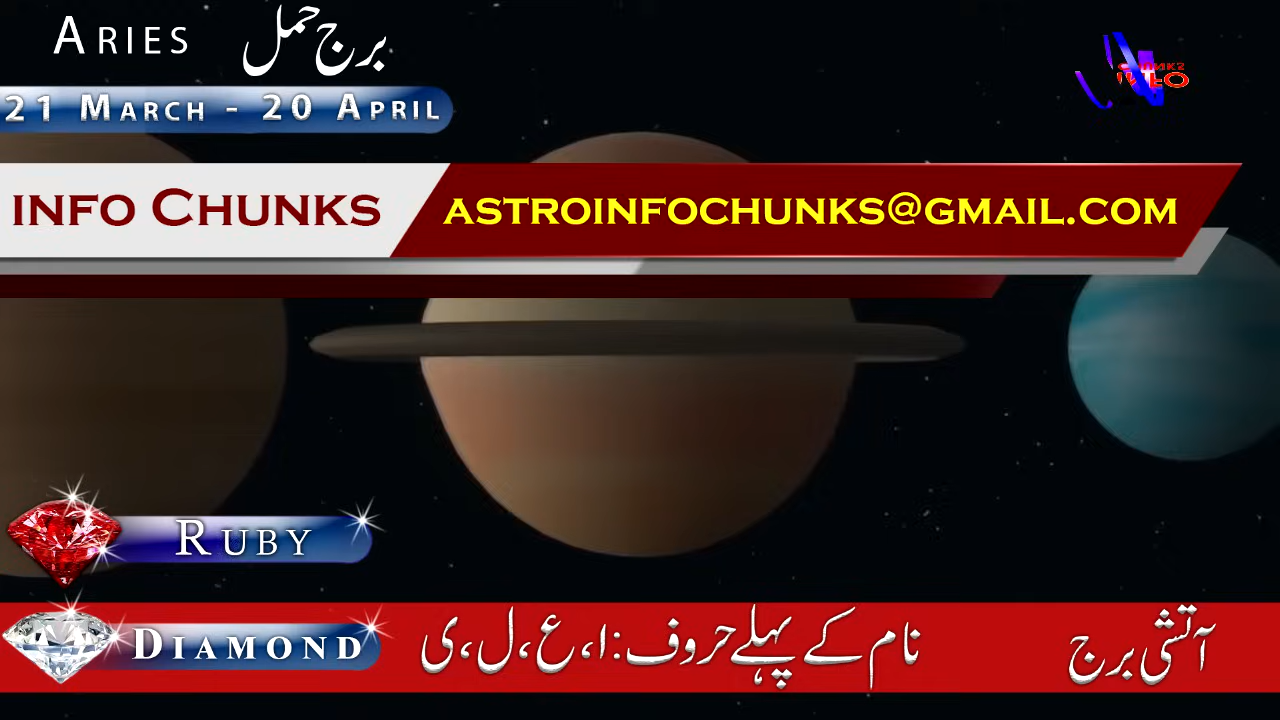 ARIES برج حمل
21 MARCH - 20 APRIL
INFO
INFO CHUNKS ASTROINFOCHUNKS@GMAIL.COM
RUBY
DIAMOND نام کے پہلے حروف: ا، ع، ل، ی آتشی برج